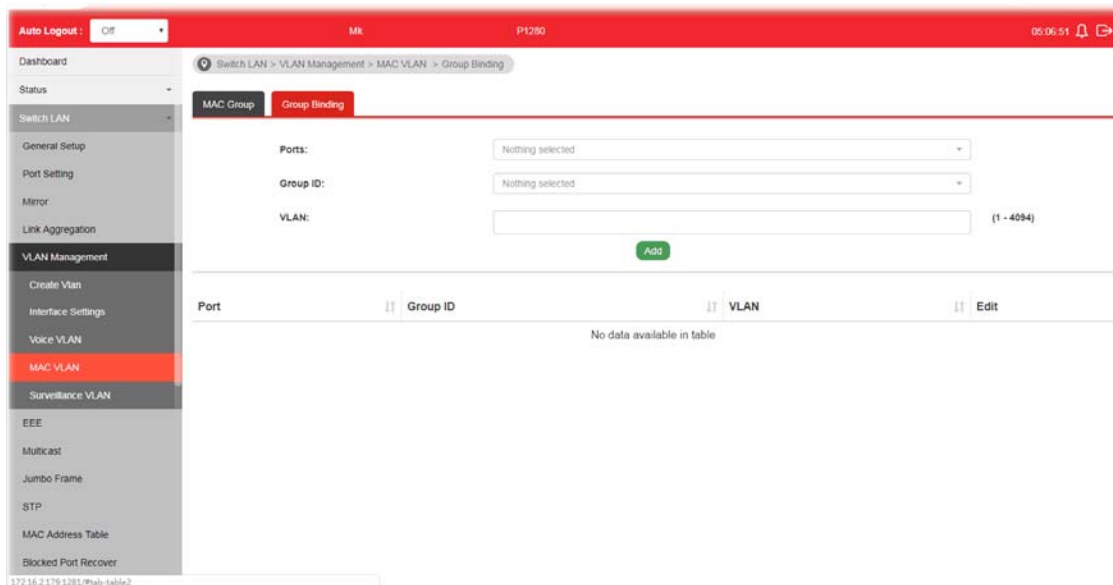 Auto Logout : Off Mk P1280 05:06:51
Dashboard
Status
Switch LAN
General Setup
Port Setting
Mirror
Link Aggregation
VLAN Management
Create Vlan
Interface Settings
Voice VLAN
MAC VLAN
Surveillance VLAN
EEE
Multicast
Jumbo Frame
STP
MAC Address Table
Blocked Port Recover
Switch LAN > VLAN Management > MAC VLAN > Group Binding
MAC Group Group Binding
Ports: Nothing selected
Group ID: Nothing selected
VLAN: (1 - 4094)
Add
Port Group ID VLAN Edit
No data available in table
172.16.2.179:1281/#tab-table2